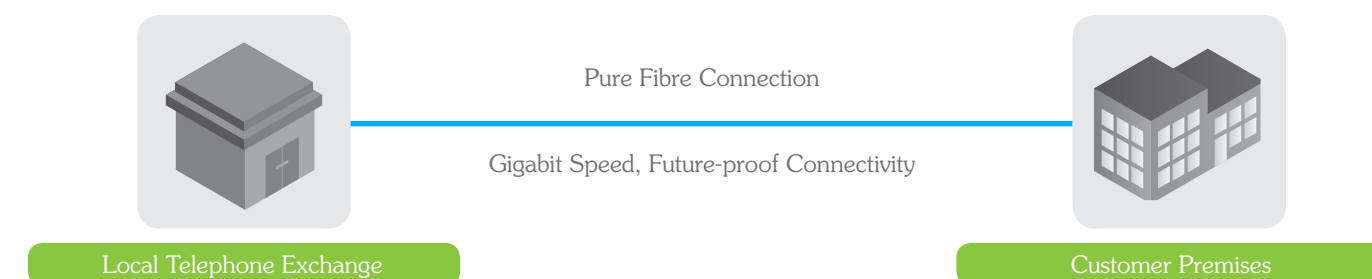 Pure Fibre Connection
Gigabit Speed, Future-proof Connectivity
Local Telephone Exchange
Customer Premises